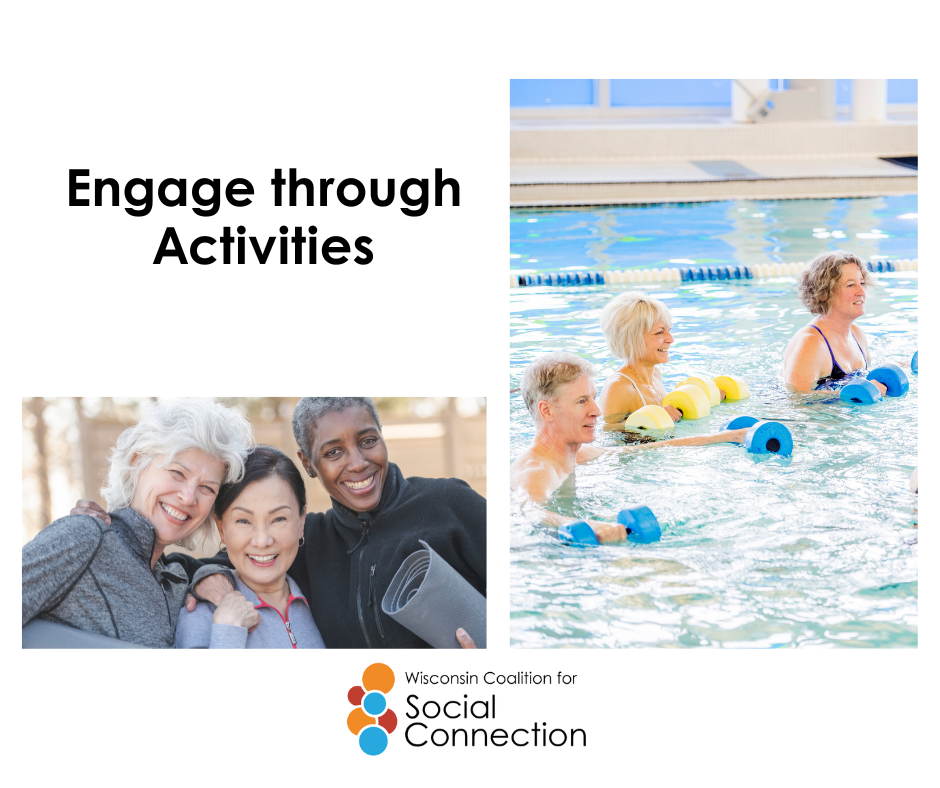 Engage through
Activities
Wisconsin Coalition for
Social
Connection